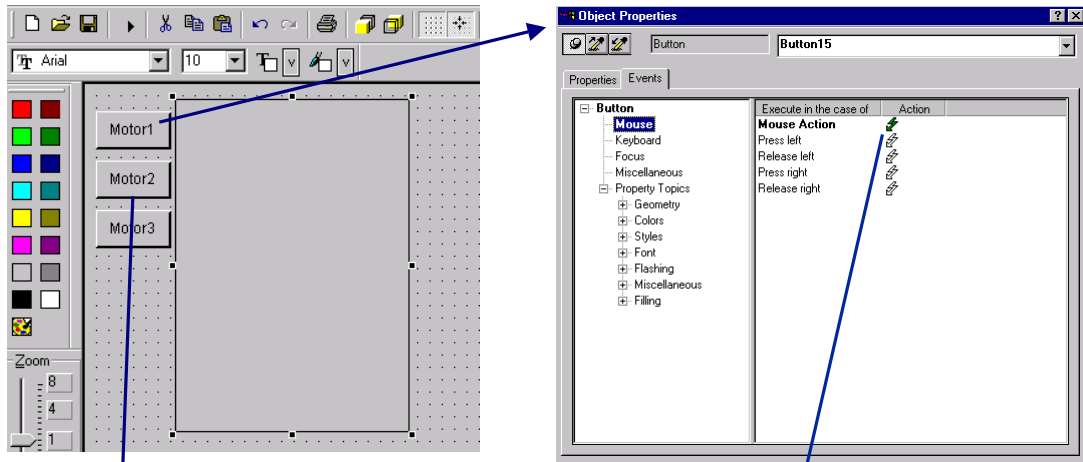 Arial
10
Motor1
Motor2
Motor3
Zoom
8
4
1
Object Properties
Button
Button15
Properties
Events
Button
Mouse
Keyboard
Focus
Miscellaneous
Property Topics
Geometry
Colors
Styles
Font
Flashing
Miscellaneous
Filling
Execute in the case of
Action
Mouse Action
Press left
Release left
Press right
Release right